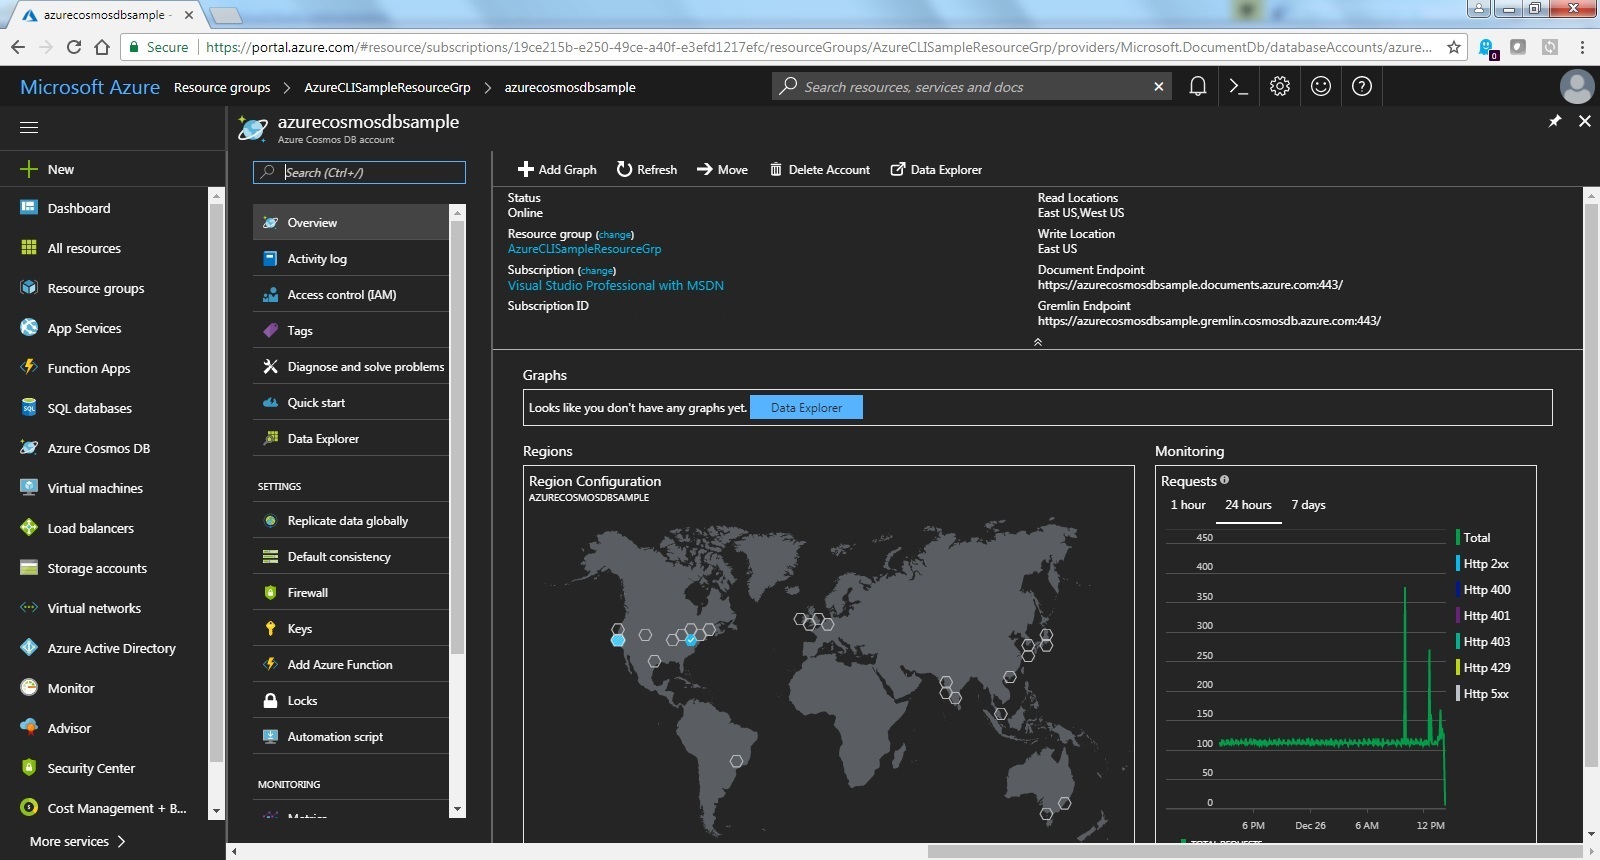 azurecosmosdbsample -
Secure
https://portal.azure.com/#resource/subscriptions/19ce215b-e250-49ce-a40f-e3efd1217efc/resourceGroups/AzureCLISampleResourceGrp/providers/Microsoft.DocumentDb/databaseAccounts/azure...
0
Microsoft Azure Resource groups > AzureCLISampleResourceGrp > azurecosmosdbsample
Search resources, services and docs
New
Dashboard
All resources
Resource groups
App Services
Function Apps
SQL databases
Azure Cosmos DB
Virtual machines
Load balancers
Storage accounts
Virtual networks
Azure Active Directory
Monitor
Advisor
Security Center
Cost Management + B...
More services >
azurecosmosdbsample
Azure Cosmos DB account
Search (Ctrl+/)
Overview
Activity log
Access control (IAM)
Tags
Diagnose and solve problems
Quick start
Data Explorer
SETTINGS
Replicate data globally
Default consistency
Firewall
Keys
Add Azure Function
Locks
Automation script
MONITORING
Metrics
Add Graph
Refresh
Move
Delete Account
Data Explorer
Status
Online
Resource group (change)
AzureCLISampleResourceGrp
Subscription (change)
Visual Studio Professional with MSDN
Subscription ID
Read Locations
East US,West US
Write Location
East US
Document Endpoint
https://azurecosmosdbsample.documents.azure.com:443/
Gremlin Endpoint
https://azurecosmosdbsample.gremlin.cosmosdb.azure.com:443/
Graphs
Looks like you don't have any graphs yet.
Data Explorer
Regions
Region Configuration
AZURECOSMOSDBSAMPLE
Monitoring
Requests
1 hour
24 hours
7 days
450
400
350
300
250
200
150
100
50
0
6 PM
Dec 26
6 AM
12 PM
Total
Http 2xx
Http 400
Http 401
Http 403
Http 429
Http 5xx
TOTAL REQUESTS